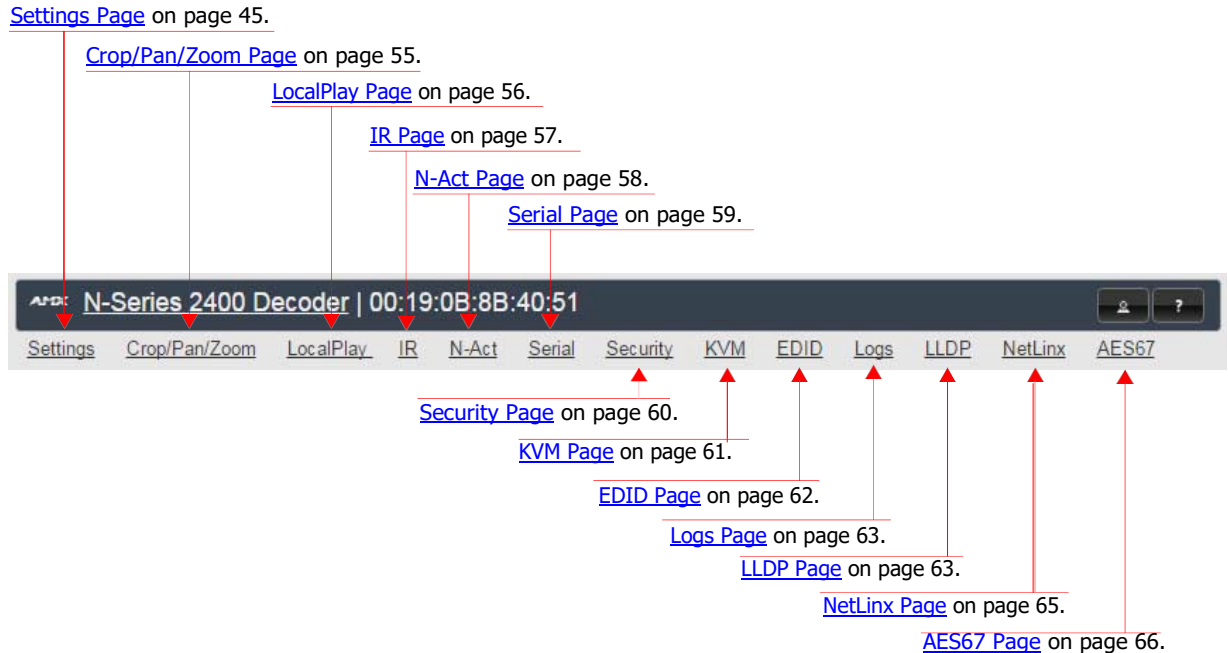 Settings Page on page 45.
Crop/Pan/Zoom Page on page 55.
LocalPlay Page on page 56.
IR Page on page 57.
N-Act Page on page 58.
Serial Page on page 59.
AMX N-Series 2400 Decoder | 00:19:0B:8B:40:51 ?
Settings Crop/Pan/Zoom LocalPlay IR N-Act Serial Security KVM EDID Logs LLDP NetLinx AES67
Security Page on page 60.
KVM Page on page 61.
EDID Page on page 62.
Logs Page on page 63.
LLDP Page on page 63.
NetLinx Page on page 65.
AES67 Page on page 66.